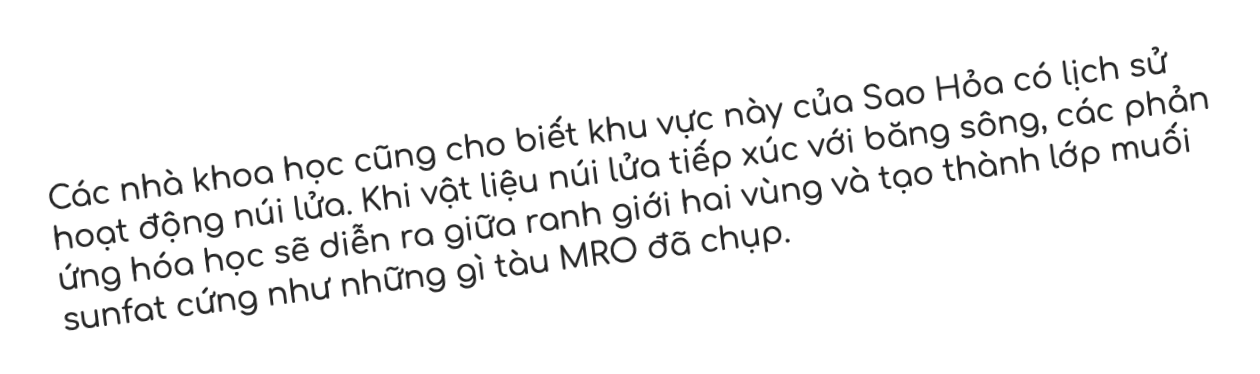 Các nhà khoa học cũng cho biết khu vực này của Sao Hỏa có lịch sử
hoạt động núi lửa. Khi vật liệu núi lửa tiếp xúc với băng sông, các phản
ứng hóa học sẽ diễn ra giữa ranh giới hai vùng và tạo thành lớp muối
sunfat cứng như những gì tàu MRO đã chụp.